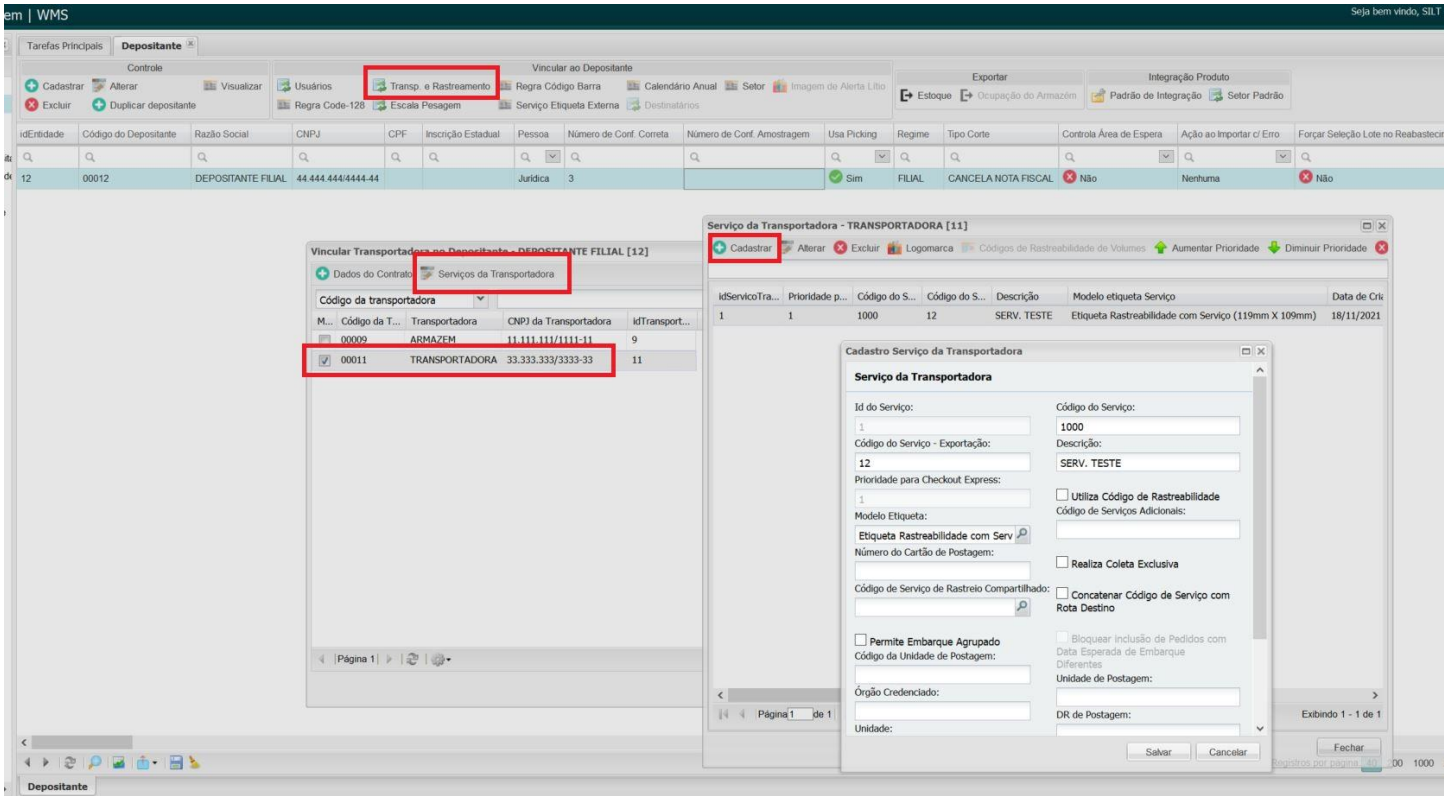 em | WMS
Seja bem vindo, SILT
Tarefas Principais
Depositante
Controle
Vincular ao Depositante
Exportar
Integração Produto
Cadastrar Alterar Visualizar Usuários Transp. e Rastreamento Regra Código Barra Calendário Anual Setor Imagem de Alerta Lítio
Estoque Ocupação do Armazém Padrão de Integração Setor Padrão
Excluir Duplicar depositante Regra Code-128 Escala Pesagem Serviço Etiqueta Externa Destinatários
idEntidade Código do Depositante Razão Social CNPJ CPF Inscrição Estadual Pessoa Número de Conf. Correta Número de Conf. Amostragem Usa Picking Regime Tipo Corte Controla Área de Espera Ação ao Importar c/ Erro Forçar Seleção Lote no Reabastecim
12 00012 DEPOSITANTE FILIAL 44.444.444/4444-44 Jurídica 3 Sim FILIAL CANCELA NOTA FISCAL Não Nenhuma Não
Vincular Transportadora no Depositante - DEPOSITANTE FILIAL [12]
Dados do Contrato Serviços da Transportadora
Código da transportadora
M... Código da T... Transportadora CNPJ da Transportadora idTransport...
00009 ARMAZEM 11.111.111/1111-11 9
00011 TRANSPORTADORA 33.333.333/3333-33 11
Página 1
Serviço da Transportadora - TRANSPORTADORA [11]
Cadastrar Alterar Excluir Logomarca Códigos de Rastreabilidade de Volumes Aumentar Prioridade Diminuir Prioridade
idServicoTra... Prioridade p... Código do S... Código do S... Descrição Modelo etiqueta Serviço Data de Cria
1 1 1000 12 SERV. TESTE Etiqueta Rastreabilidade com Serviço (119mm X 109mm) 18/11/2021
Cadastro Serviço da Transportadora
Serviço da Transportadora
Id do Serviço: Código do Serviço:
1 1000
Código do Serviço - Exportação: Descrição:
12 SERV. TESTE
Prioridade para Checkout Express:
1 Utiliza Código de Rastreabilidade
Modelo Etiqueta: Código de Serviços Adicionais:
Etiqueta Rastreabilidade com Serv
Número do Cartão de Postagem:
Realiza Coleta Exclusiva
Código de Serviço de Rastreio Compartilhado:
Concatenar Código de Serviço com
Rota Destino
Permite Embarque Agrupado
Bloquear Inclusão de Pedidos com
Data Esperada de Embarque
Diferentes
Código da Unidade de Postagem:
Unidade de Postagem:
Órgão Credenciado:
DR de Postagem:
Unidade:
Salvar Cancelar
Página 1 de 1
Exibindo 1 - 1 de 1
Fechar
Registros por página: 40 00 1000
Depositante